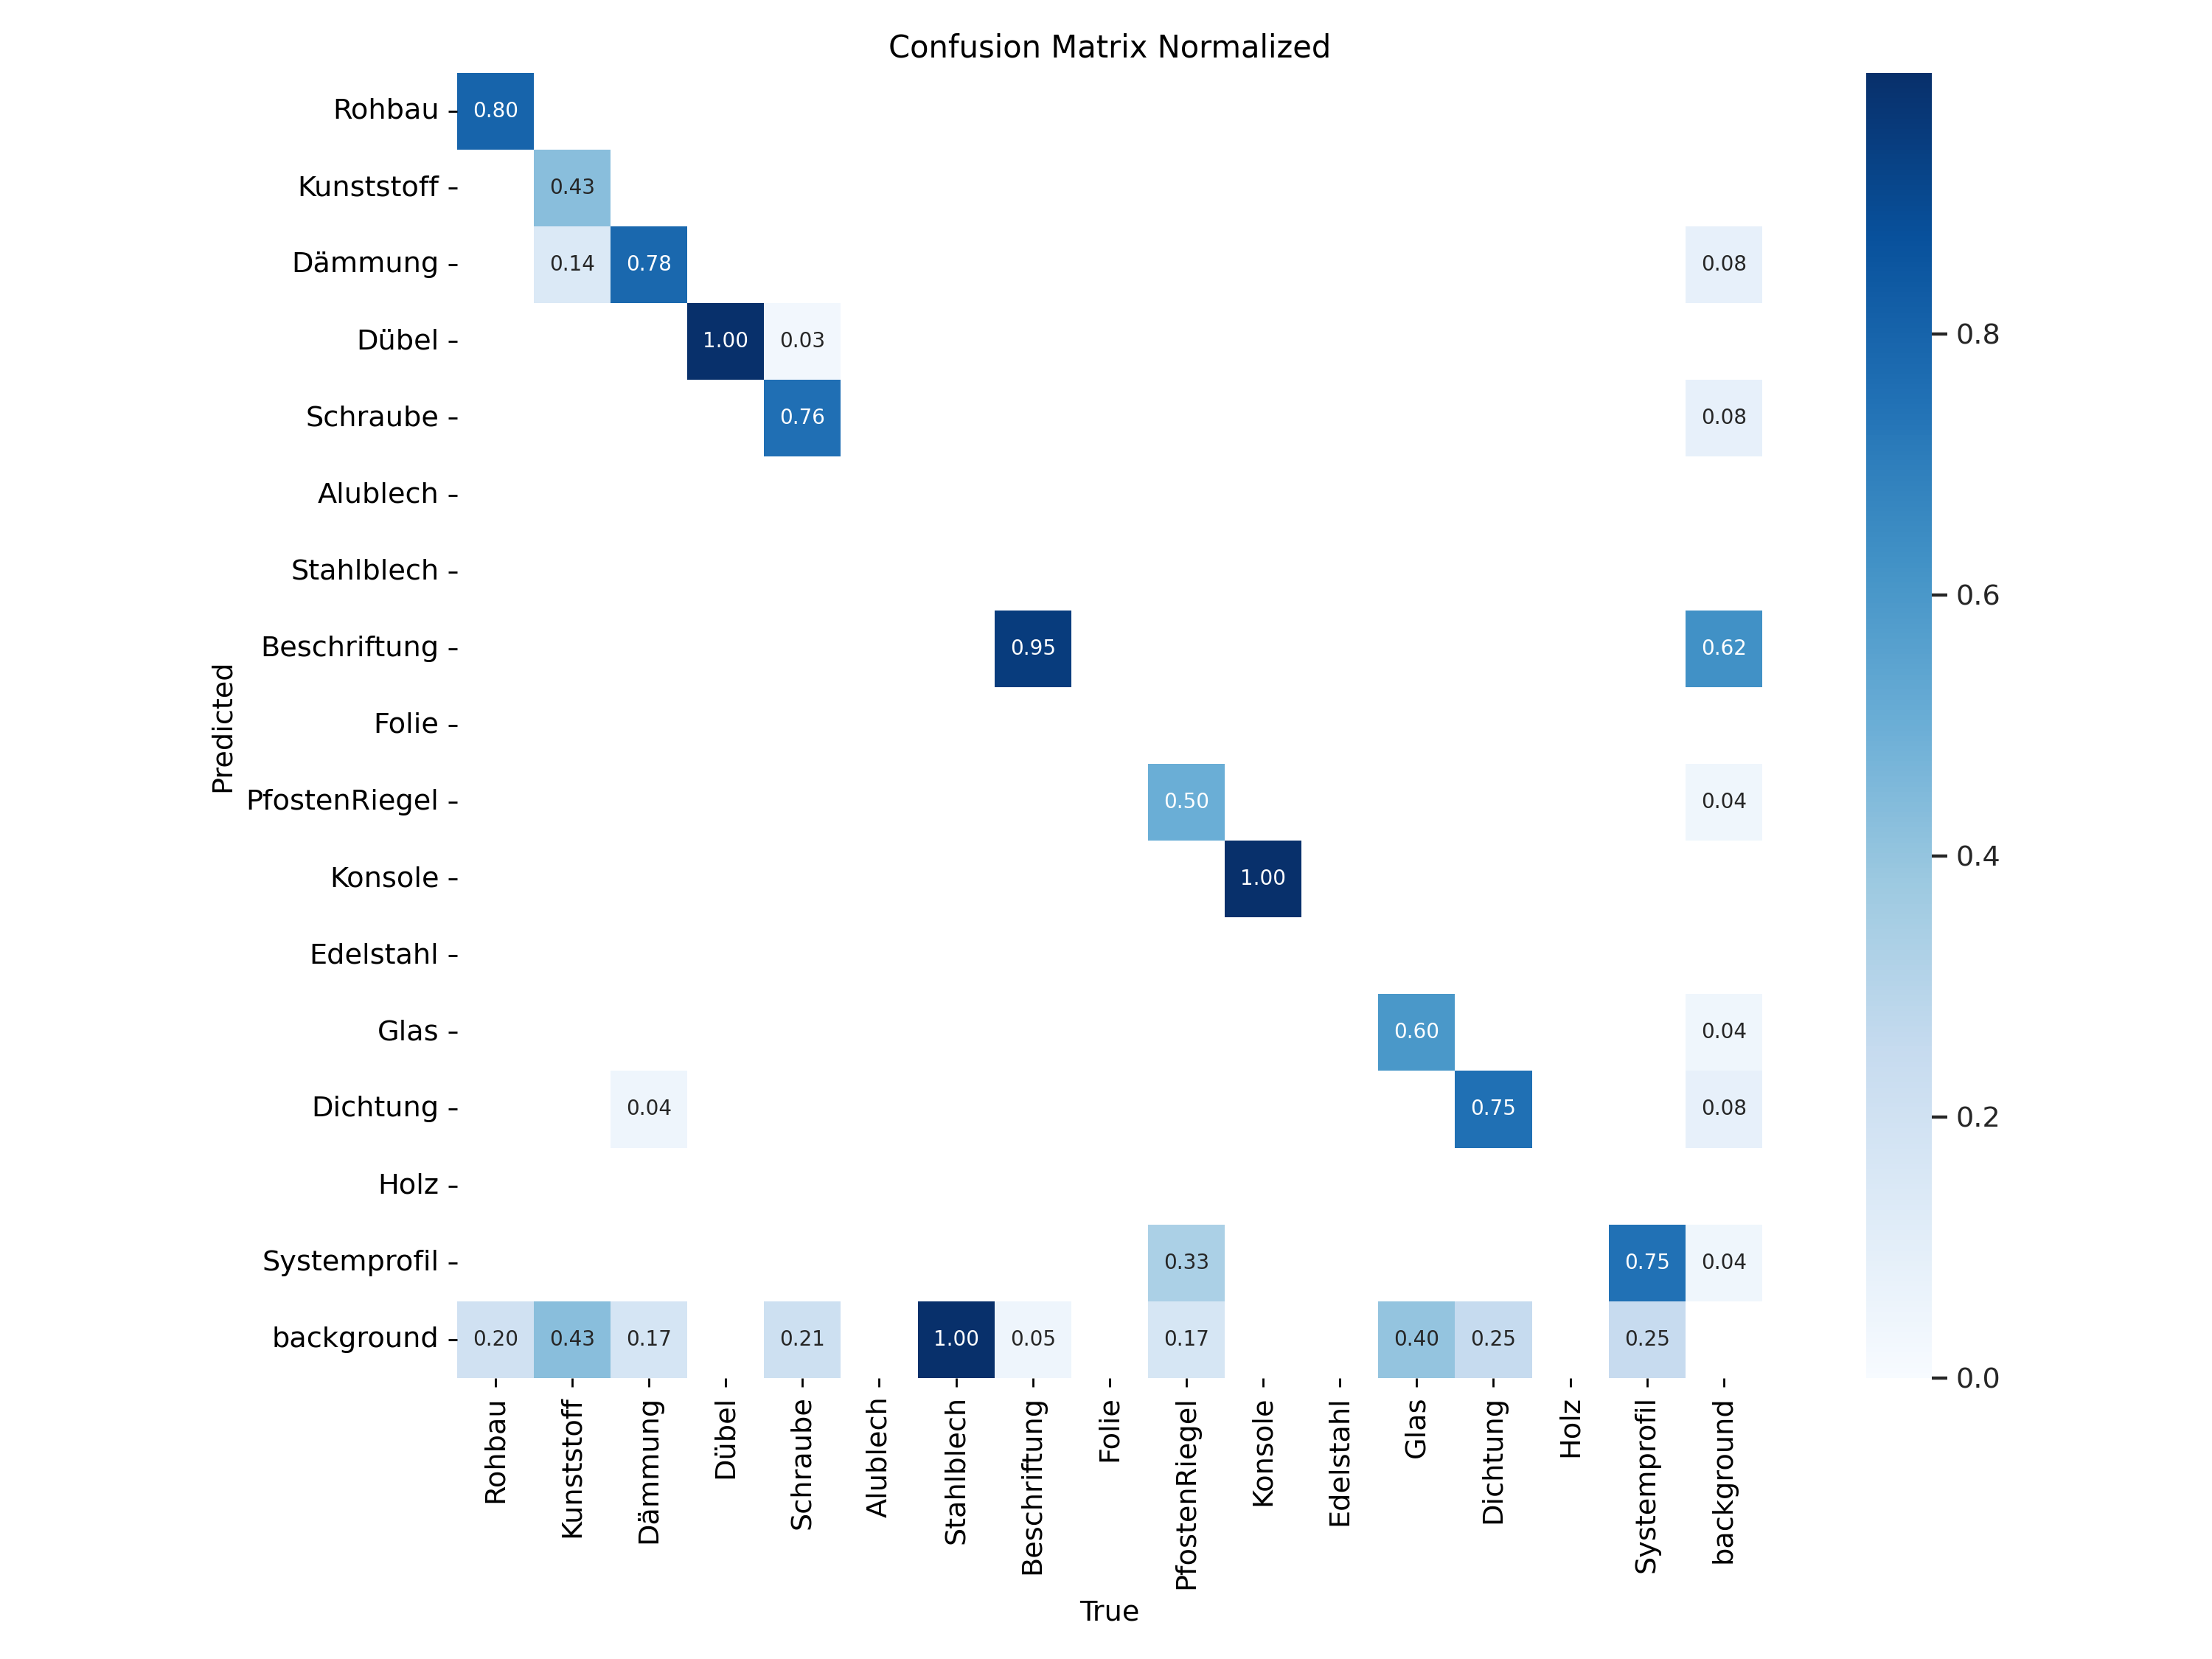 Confusion Matrix Normalized
Rohbau 0.80
Kunststoff 0.43
Dämmung 0.14 0.78 0.08
Dübel 1.00 0.03
Schraube 0.76 0.08
Alublech
Stahlblech
Beschriftung 0.95 0.62
Folie
PfostenRiegel 0.50 0.04
Konsole 1.00
Edelstahl
Glas 0.60 0.04
Dichtung 0.04 0.75 0.08
Holz
Systemprofil 0.33 0.75 0.04
background 0.20 0.43 0.17 0.21 1.00 0.05 0.17 0.40 0.25 0.25
Predicted
Rohbau Kunststoff Dämmung Dübel Schraube Alublech Stahlblech Beschriftung Folie PfostenRiegel Konsole Edelstahl Glas Dichtung Holz Systemprofil background
True
0.8
0.6
0.4
0.2
0.0